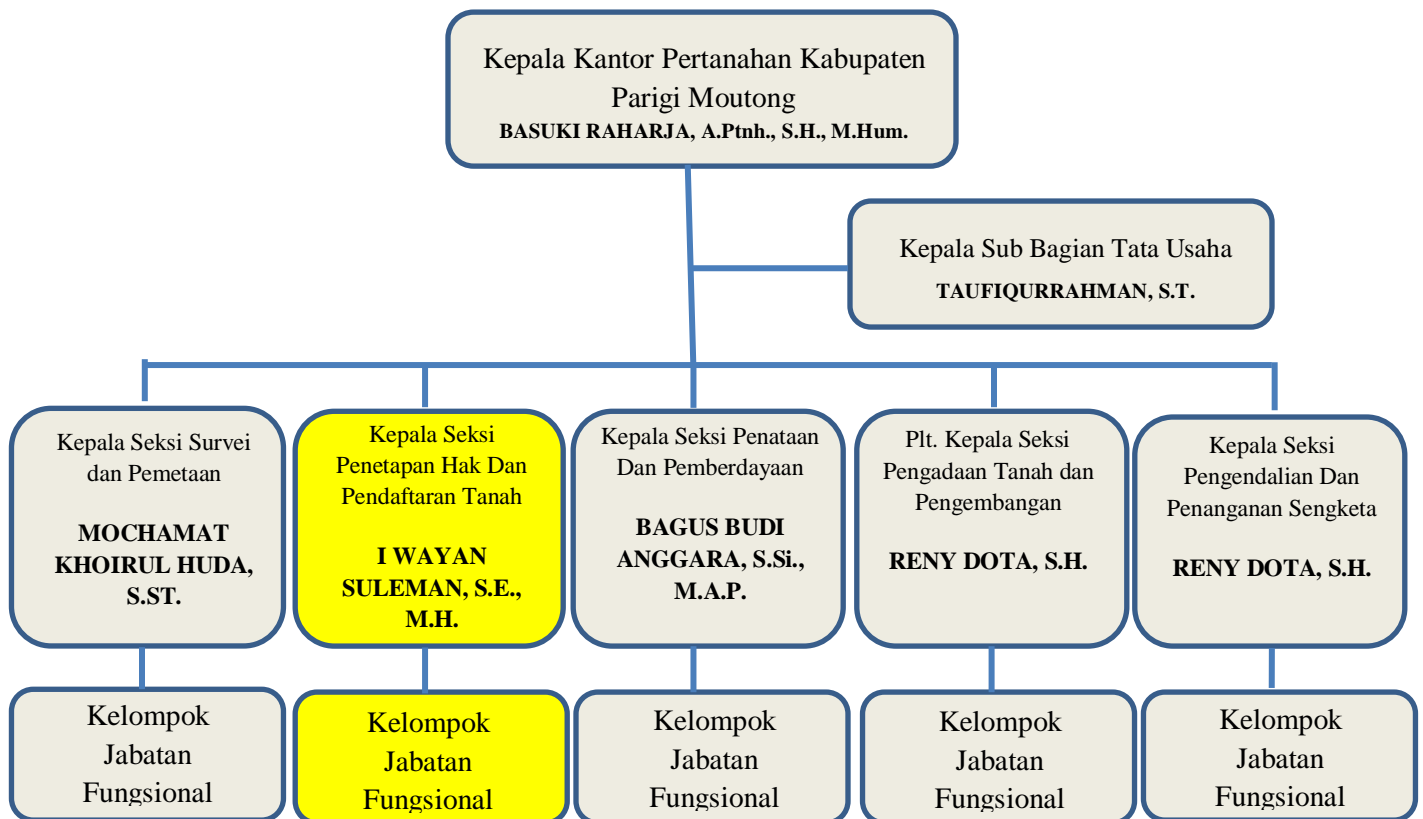 Kepala Kantor Pertanahan Kabupaten
Parigi Moutong
BASUKI RAHARJA, A.Ptnh., S.H., M.Hum.
Kepala Sub Bagian Tata Usaha
TAUFIQURRAHMAN, S.T.
Kepala Seksi Survei
dan Pemetaan
MOCHAMAT
KHOIRUL HUDA,
S.ST.
Kepala Seksi
Penetapan Hak Dan
Pendaftaran Tanah
I WAYAN
SULEMAN, S.E.,
M.H.
Kepala Seksi Penataan
Dan Pemberdayaan
BAGUS BUDI
ANGGARA, S.Si.,
M.A.P.
Plt. Kepala Seksi
Pengadaan Tanah dan
Pengembangan
RENY DOTA, S.H.
Kepala Seksi
Pengendalian Dan
Penanganan Sengketa
RENY DOTA, S.H.
Kelompok
Jabatan
Fungsional
Kelompok
Jabatan
Fungsional
Kelompok
Jabatan
Fungsional
Kelompok
Jabatan
Fungsional
Kelompok
Jabatan
Fungsional